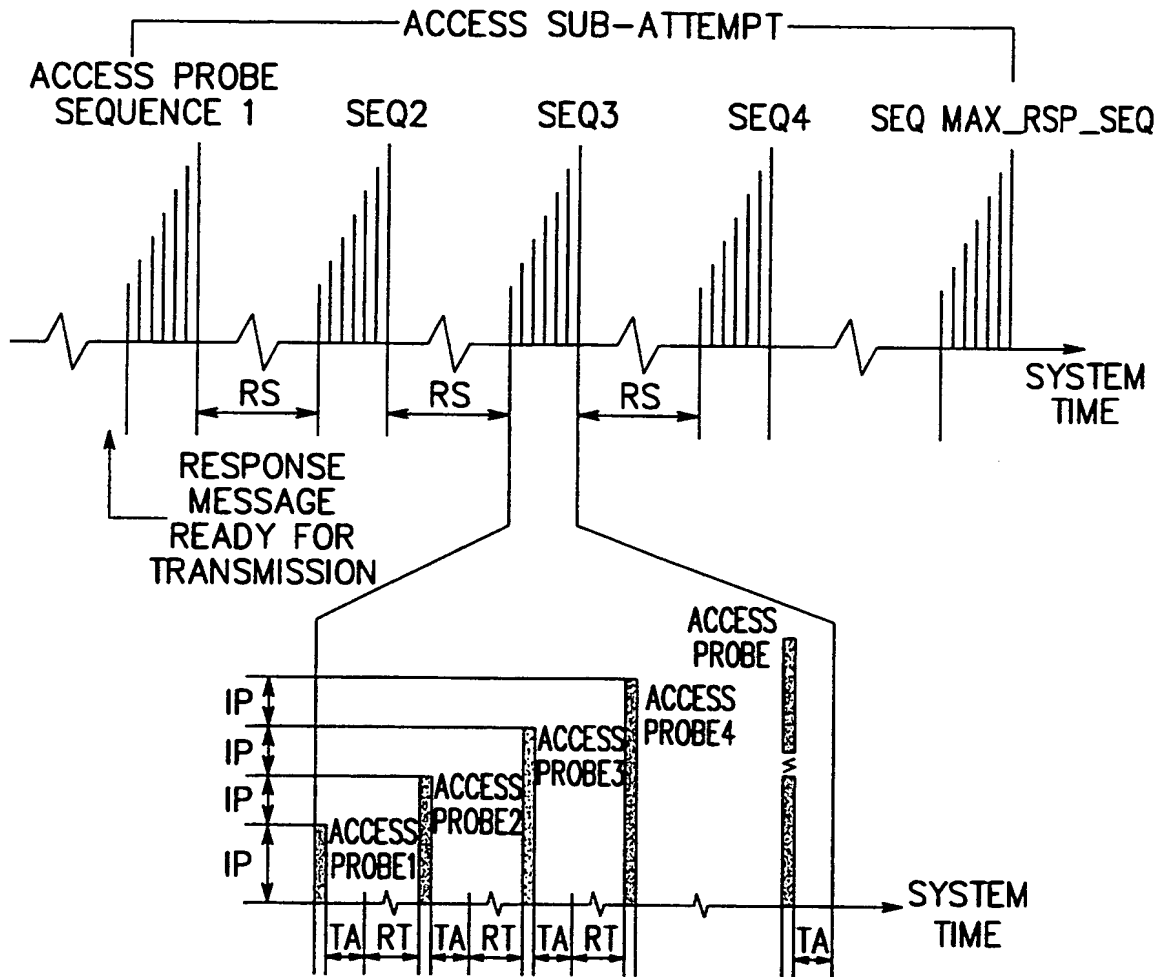 ACCESS SUB-ATTEMPT
ACCESS PROBE
SEQUENCE 1
SEQ2
SEQ3
SEQ4
SEQ MAX_RSP_SEQ
RS
RS
RS
SYSTEM
TIME
RESPONSE
MESSAGE
READY FOR
TRANSMISSION
ACCESS
PROBE
IP
ACCESS
PROBE4
IP
ACCESS
PROBE3
IP
ACCESS
PROBE2
IP
ACCESS
PROBE1
SYSTEM
TIME
TA RT TA RT TA RT TA